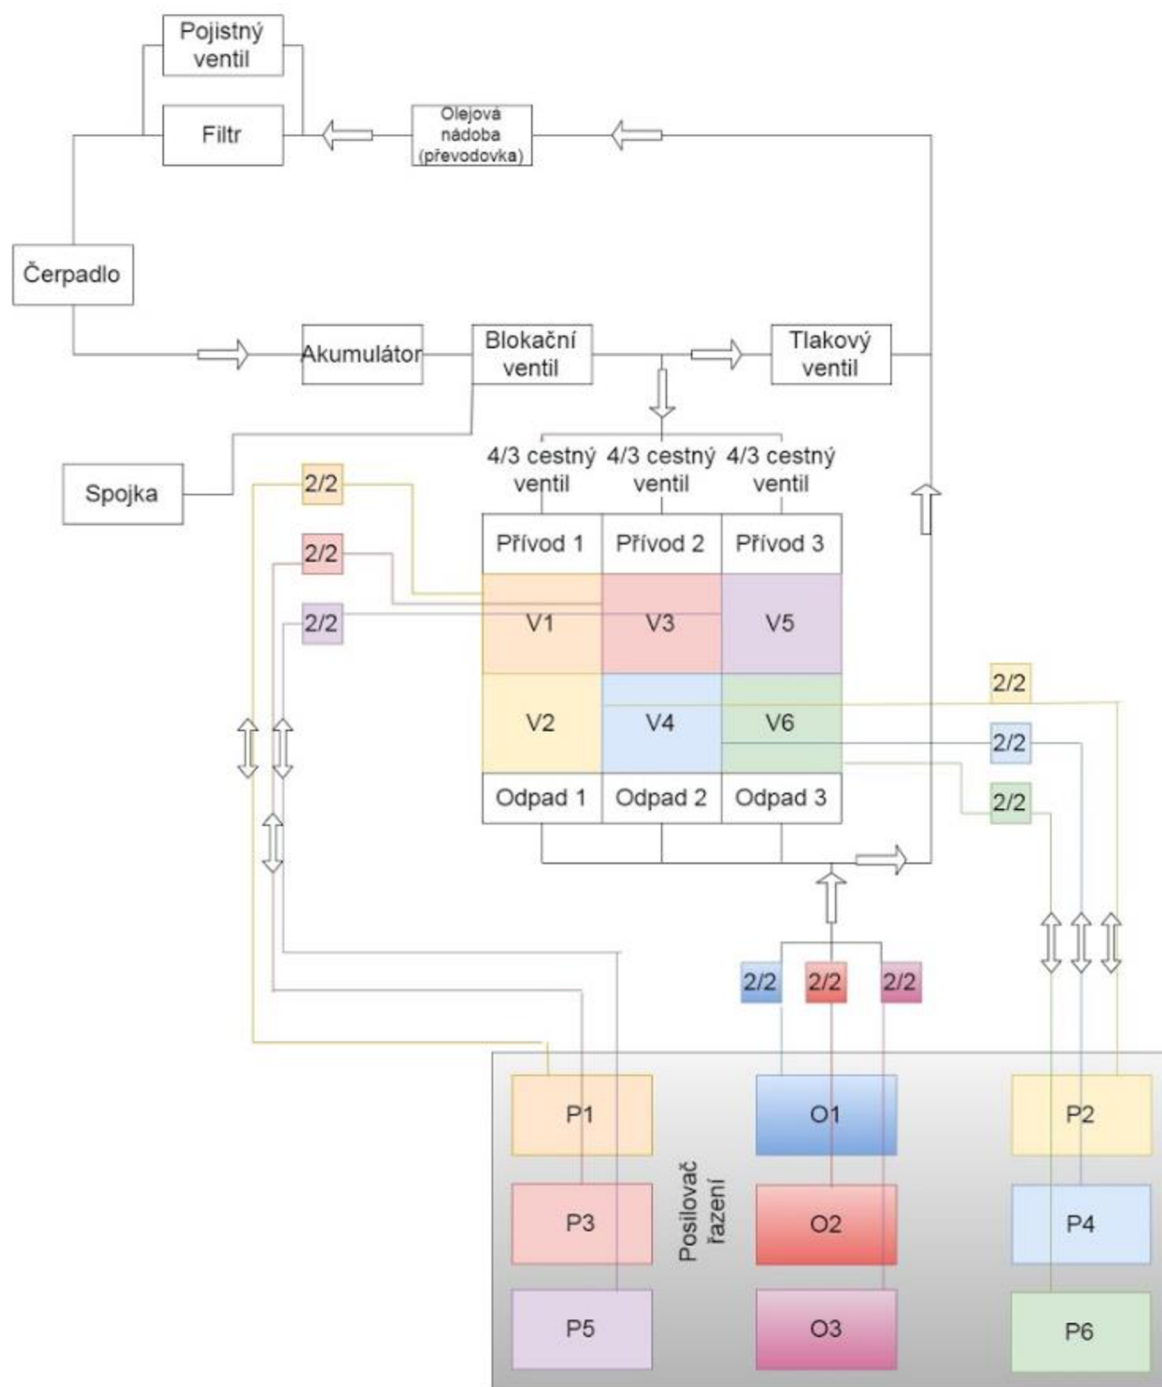 Pojistný
ventil
Filtr
Olejová
nádoba
(převodovka)
Čerpadlo
Akumulátor
Blokační
ventil
Tlakový
ventil
Spojka
4/3 cestný
ventil
4/3 cestný
ventil
4/3 cestný
ventil
2/2
2/2
2/2
Přívod 1
Přívod 2
Přívod 3
V1
V3
V5
V2
V4
V6
Odpad 1
Odpad 2
Odpad 3
2/2
2/2
2/2
2/2
2/2
2/2
P1
O1
P2
P3
Posilovač
řazení
O2
P4
P5
O3
P6